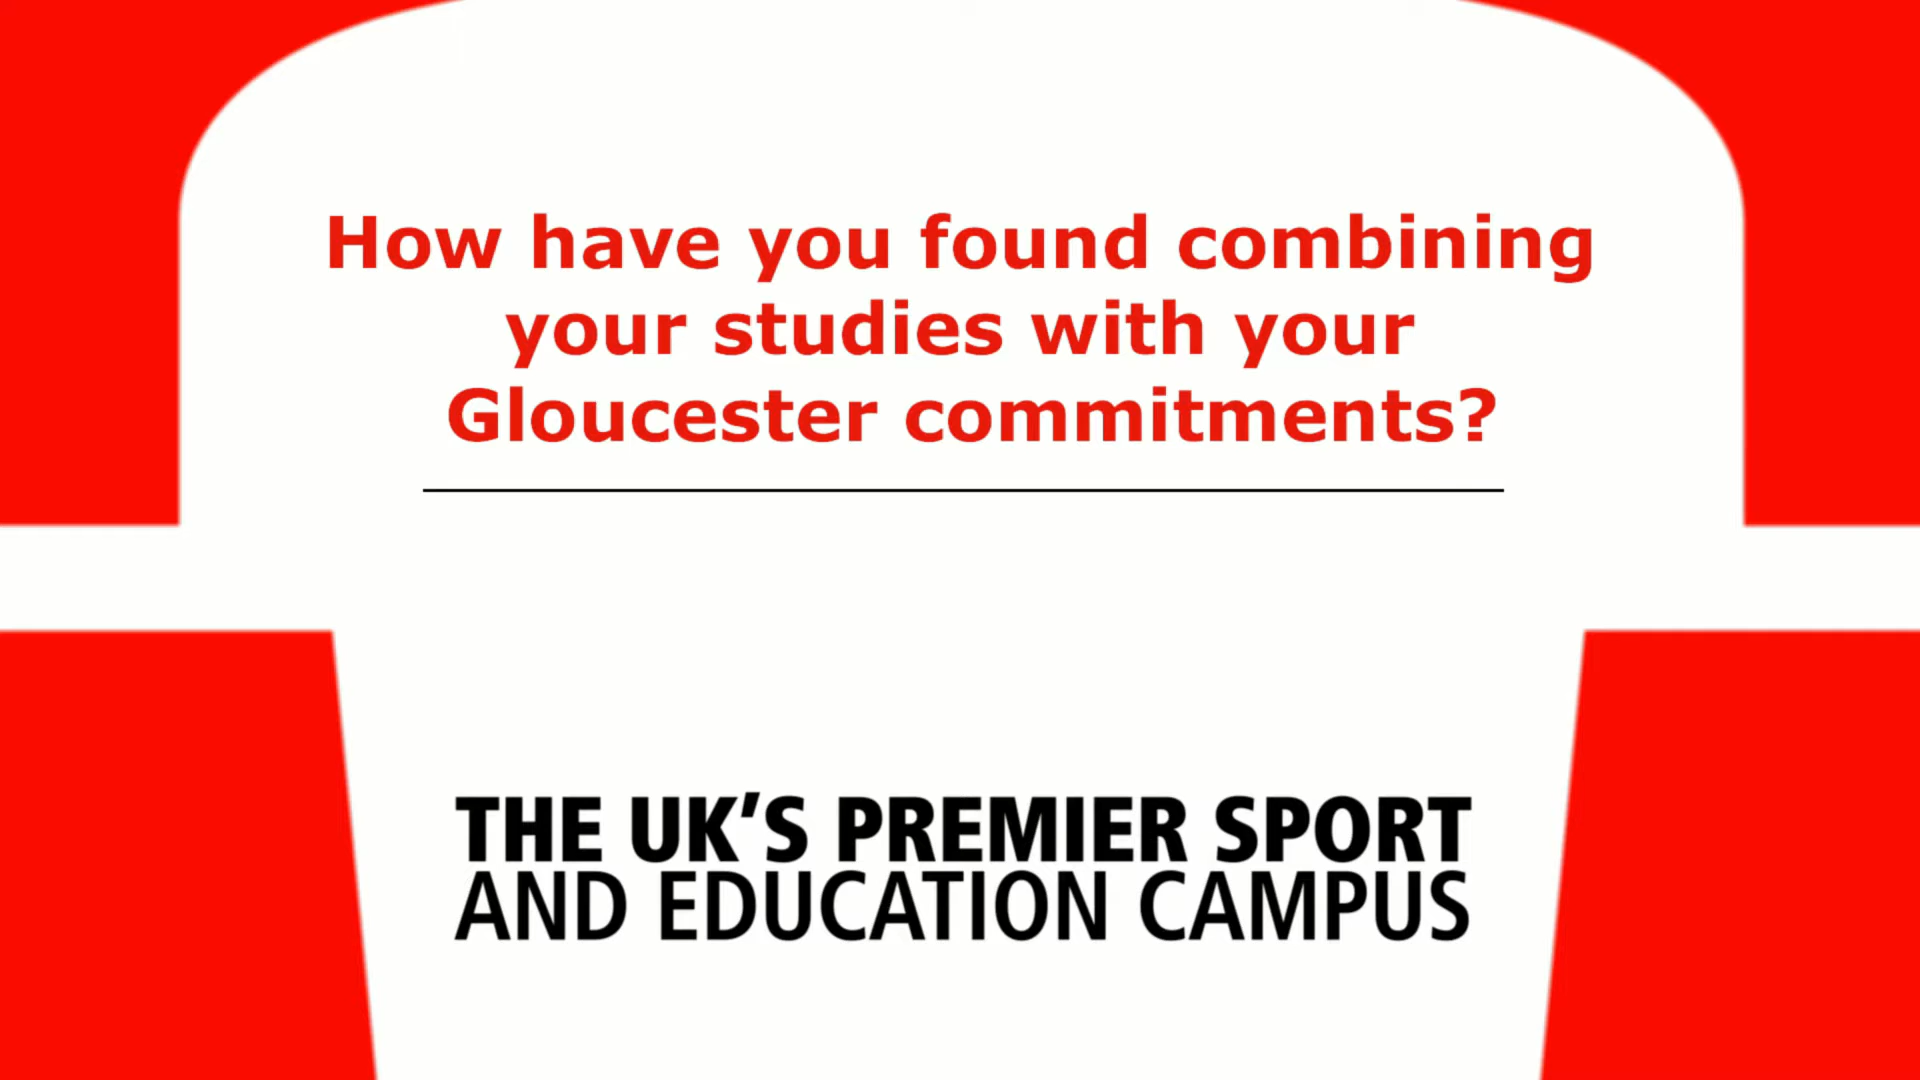 How have you found combining
your studies with your
Gloucester commitments?
THE UK’S PREMIER SPORT
AND EDUCATION CAMPUS